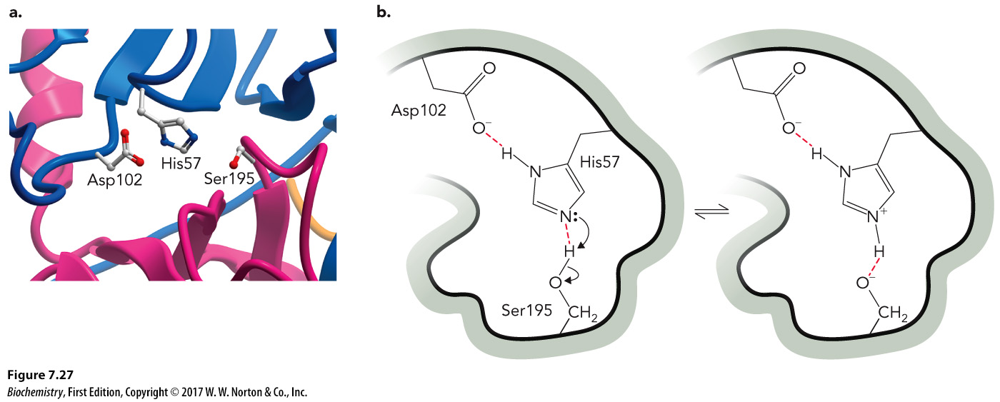 a.
Asp102
His57
Ser195
b.
O
Asp102
O⁻
H
N
His57
N:
H
O
Ser195
CH₂
O
O⁻
H
N
N⁺
H
O⁻
CH₂
Figure 7.27
Biochemistry, First Edition, Copyright © 2017 W. W. Norton & Co., Inc.